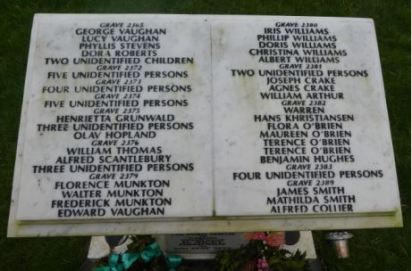 GRAVE 2365
GEORGE VAUGHAN
LUCY VAUGHAN
PHYLLIS STEVENS
DORA ROBERTS
TWO UNIDENTIFIED CHILDREN
GRAVE 2372
FIVE UNIDENTIFIED PERSONS
GRAVE 2373
FOUR UNIDENTIFIED PERSONS
GRAVE 2374
FIVE UNIDENTIFIED PERSONS
GRAVE 2375
HENRIETTA GRUNWALD
THREE UNIDENTIFIED PERSONS
OLAV HOPLAND
GRAVE 2376
WILLIAM THOMAS
ALFRED SCANTLEBURY
THREE UNIDENTIFIED PERSONS
GRAVE 2379
FLORENCE MUNKTON
WALTER MUNKTON
FREDERICK MUNKTON
EDWARD VAUGHAN
GRAVE 2380
IRIS WILLIAMS
PHILLIP WILLIAMS
DORIS WILLIAMS
CHRISTINA WILLIAMS
ALBERT WILLIAMS
GRAVE 2381
TWO UNIDENTIFIED PERSONS
JOSEPH CRAKE
AGNES CRAKE
WILLIAM ARTHUR
GRAVE 2382
WARREN
HANS KHRISTIANSEN
FLORA O'BRIEN
MAUREEN O'BRIEN
TERENCE O'BRIEN
TERENCE O'BRIEN
BENJAMIN HUGHES
GRAVE 2383
FOUR UNIDENTIFIED PERSONS
GRAVE 2389
JAMES SMITH
MATHILDA SMITH
ALFRED COLLIER